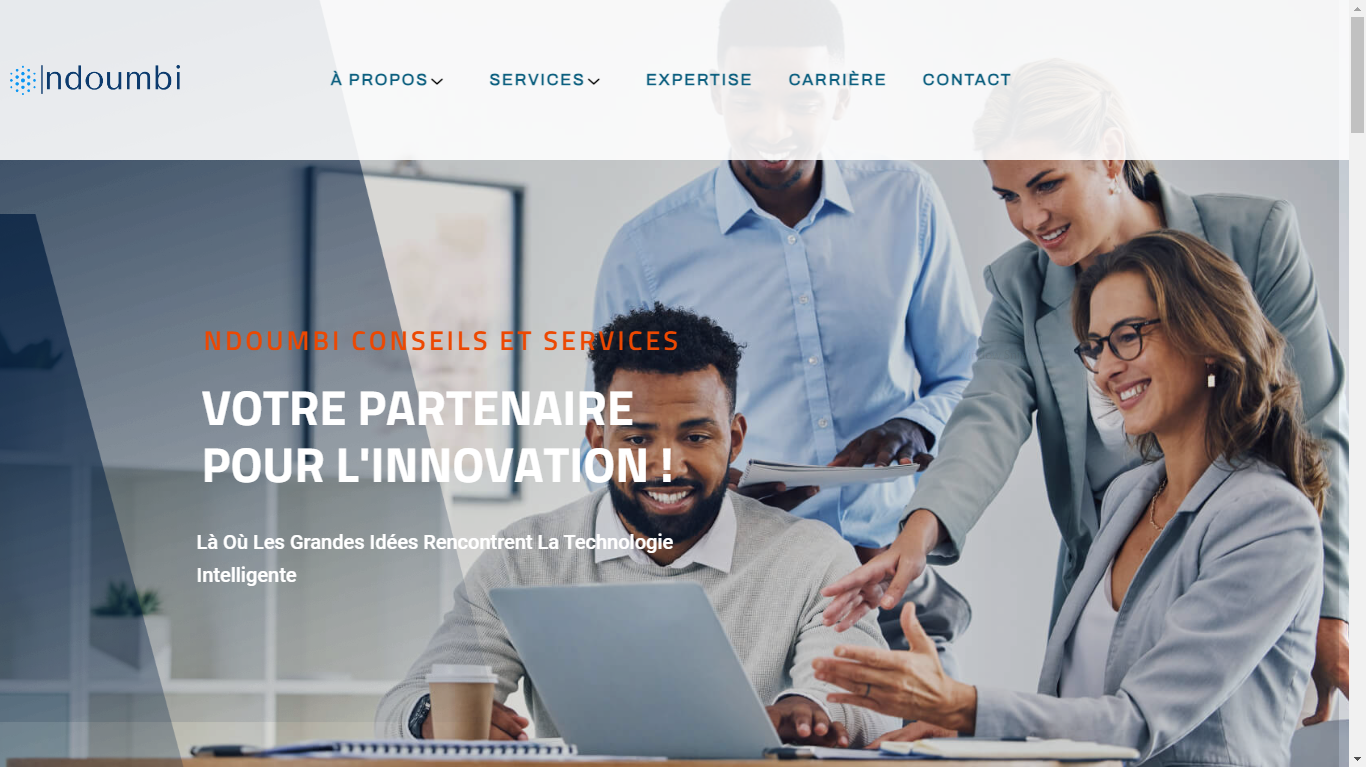 ndoumbi
À PROPOS
SERVICES
EXPERTISE
CARRIÈRE
CONTACT
NDOUMBI CONSEILS ET SERVICES
VOTRE PARTENAIRE
POUR L'INNOVATION !
Là Où Les Grandes Idées Rencontrent La Technologie
Intelligente